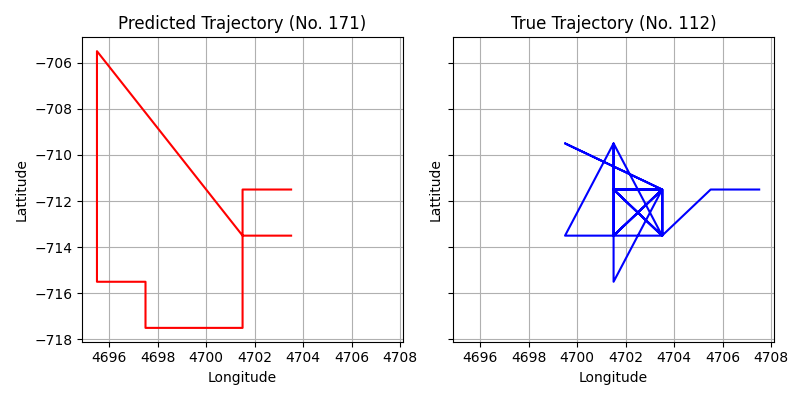 Predicted Trajectory (No. 171)
True Trajectory (No. 112)
Lattitude
−706
−708
−710
−712
−714
−716
−718
4696 4698 4700 4702 4704 4706 4708
Longitude
Lattitude
4696 4698 4700 4702 4704 4706 4708
Longitude